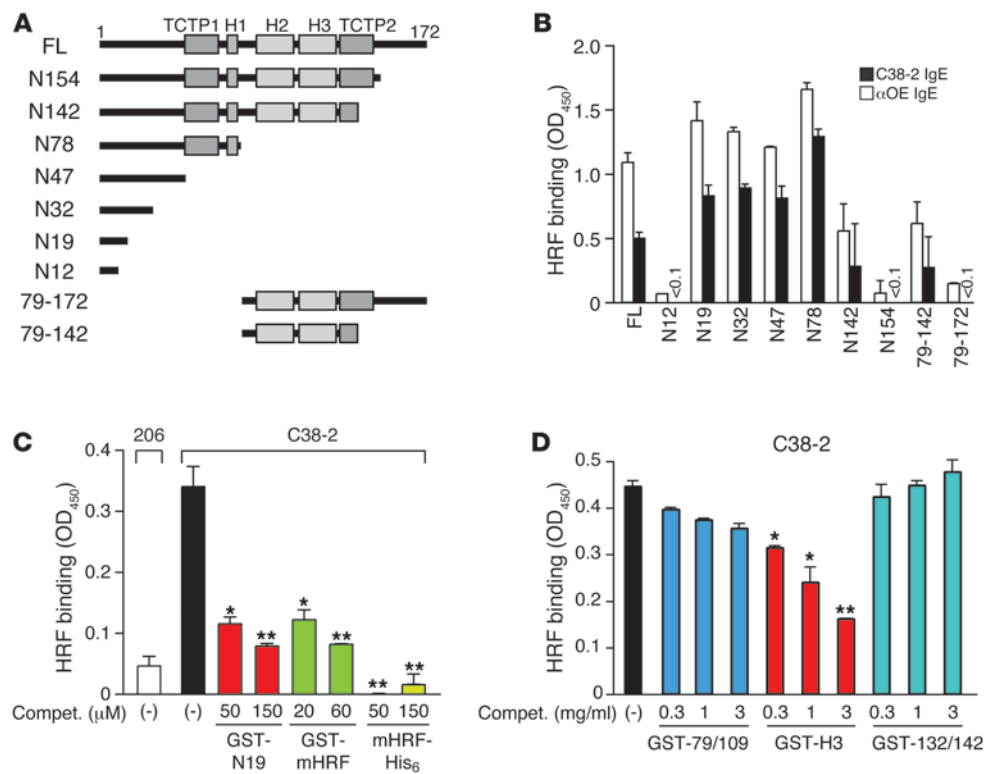 A
TCTP1 H1 H2 H3 TCTP2
1 172
FL
N154
N142
N78
N47
N32
N19
N12
79-172
79-142
B
HRF binding (OD450)
2.0
1.5
1.0
0.5
0
C38-2 IgE
αOE IgE
<0.1 <0.1 <0.1
FL N12 N19 N32 N47 N78 N142 N154 79-142 79-172
C
206 C38-2
HRF binding (OD450)
0.4
0.3
0.2
0.1
0
* ** * ** ** **
Compet. (μM) (-) (-) 50 150 20 60 50 150
GST-N19 GST-mHRF mHRF-His6
D
C38-2
HRF binding (OD450)
0.5
0.4
0.3
0.2
0.1
0
* * **
Compet. (mg/ml) (-) 0.3 1 3 0.3 1 3 0.3 1 3
GST-79/109 GST-H3 GST-132/142